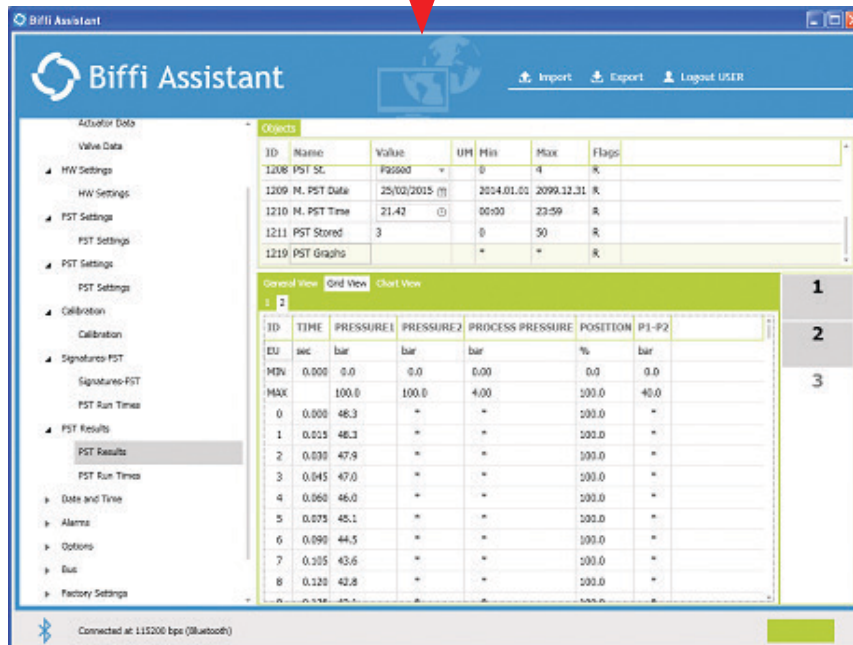 Biffi Assistant
Biffi Assistant
Import Export Logout USER
Actuator Data
Valve Data
HW Settings
HW Settings
FST Settings
FST Settings
PST Settings
PST Settings
Calibration
Calibration
Signatures-FST
Signatures-FST
PST Run Times
PST Results
PST Results
PST Run Times
Date and Time
Alarms
Options
Bus
Factory Settings
Objects
ID Name Value UM Min Max Flags
1208 PST St. Passed 0 4 R
1209 M. PST Date 25/02/2015 2014.01.01 2099.12.31 R
1210 M. PST Time 21.42 00:00 23:59 R
1211 PST Stored 3 0 50 R
1219 PST Graphs * * R
General View Grid View Chart View
1 2
ID TIME PRESSURE1 PRESSURE2 PROCESS PRESSURE POSITION P1-P2
EU sec bar bar bar % bar
MIN 0.000 0.0 0.0 0.00 0.0 0.0
MAX 100.0 100.0 4.00 100.0 40.0
0 0.000 48.3 * * 100.0 *
1 0.015 48.3 * * 100.0 *
2 0.030 47.9 * * 100.0 *
3 0.045 47.0 * * 100.0 *
4 0.060 46.0 * * 100.0 *
5 0.075 45.1 * * 100.0 *
6 0.090 44.5 * * 100.0 *
7 0.105 43.6 * * 100.0 *
8 0.120 42.8 * * 100.0 *
1
2
3
Connected at 115200 bps (Bluetooth)